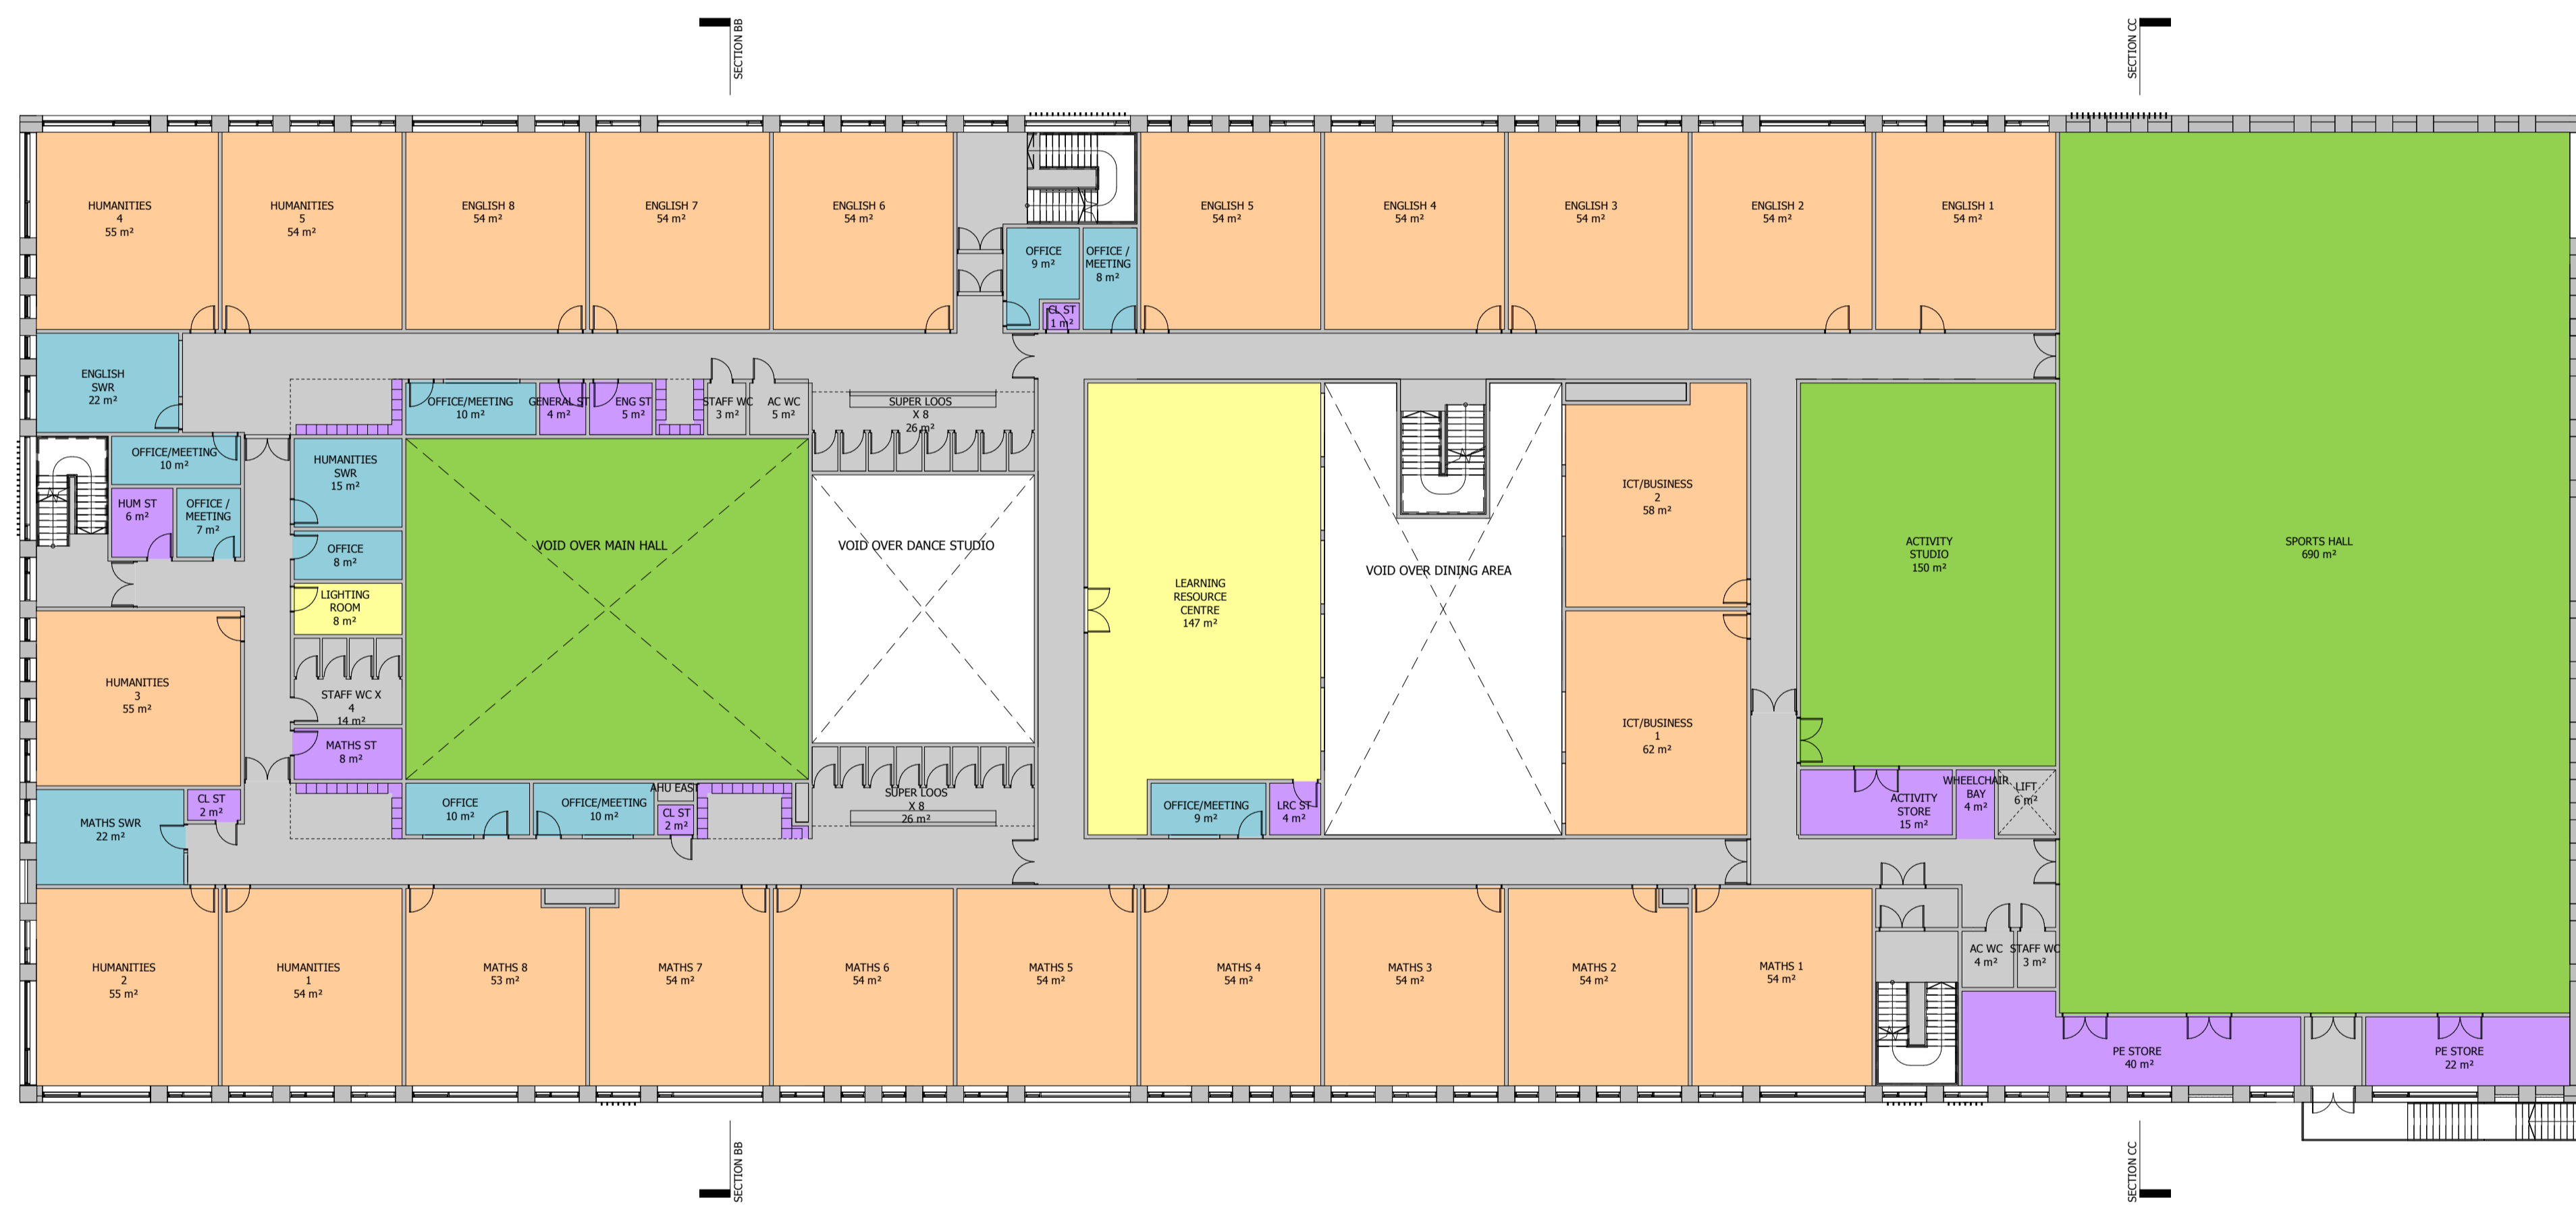 SECTION BB
SECTION CC
HUMANITIES
4
55 m²
HUMANITIES
5
54 m²
ENGLISH 8
54 m²
ENGLISH 7
54 m²
ENGLISH 6
54 m²
OFFICE
9 m²
OFFICE /
MEETING
8 m²
CL ST
1 m²
ENGLISH 5
54 m²
ENGLISH 4
54 m²
ENGLISH 3
54 m²
ENGLISH 2
54 m²
ENGLISH 1
54 m²
ENGLISH
SWR
22 m²
OFFICE/MEETING
10 m²
GENERAL ST
4 m²
ENG ST
5 m²
STAFF WC
3 m²
AC WC
5 m²
SUPER LOOS
X 8
26 m²
OFFICE/MEETING
10 m²
HUM ST
6 m²
OFFICE /
MEETING
7 m²
HUMANITIES
SWR
15 m²
OFFICE
8 m²
LIGHTING
ROOM
8 m²
STAFF WC X
4
14 m²
MATHS ST
8 m²
VOID OVER MAIN HALL
VOID OVER DANCE STUDIO
LEARNING
RESOURCE
CENTRE
147 m²
VOID OVER DINING AREA
ICT/BUSINESS
2
58 m²
ICT/BUSINESS
1
62 m²
ACTIVITY
STUDIO
150 m²
SPORTS HALL
690 m²
HUMANITIES
3
55 m²
MATHS SWR
22 m²
CL ST
2 m²
OFFICE
10 m²
OFFICE/MEETING
10 m²
AHU EAST
CL ST
2 m²
SUPER LOOS
X 8
26 m²
OFFICE/MEETING
9 m²
LRC ST
4 m²
ACTIVITY
STORE
15 m²
WHEELCHAIR
BAY
4 m²
LIFT
6 m²
HUMANITIES
2
55 m²
HUMANITIES
1
54 m²
MATHS 8
53 m²
MATHS 7
54 m²
MATHS 6
54 m²
MATHS 5
54 m²
MATHS 4
54 m²
MATHS 3
54 m²
MATHS 2
54 m²
MATHS 1
54 m²
AC WC
4 m²
STAFF WC
3 m²
PE STORE
40 m²
PE STORE
22 m²
SECTION BB
SECTION CC